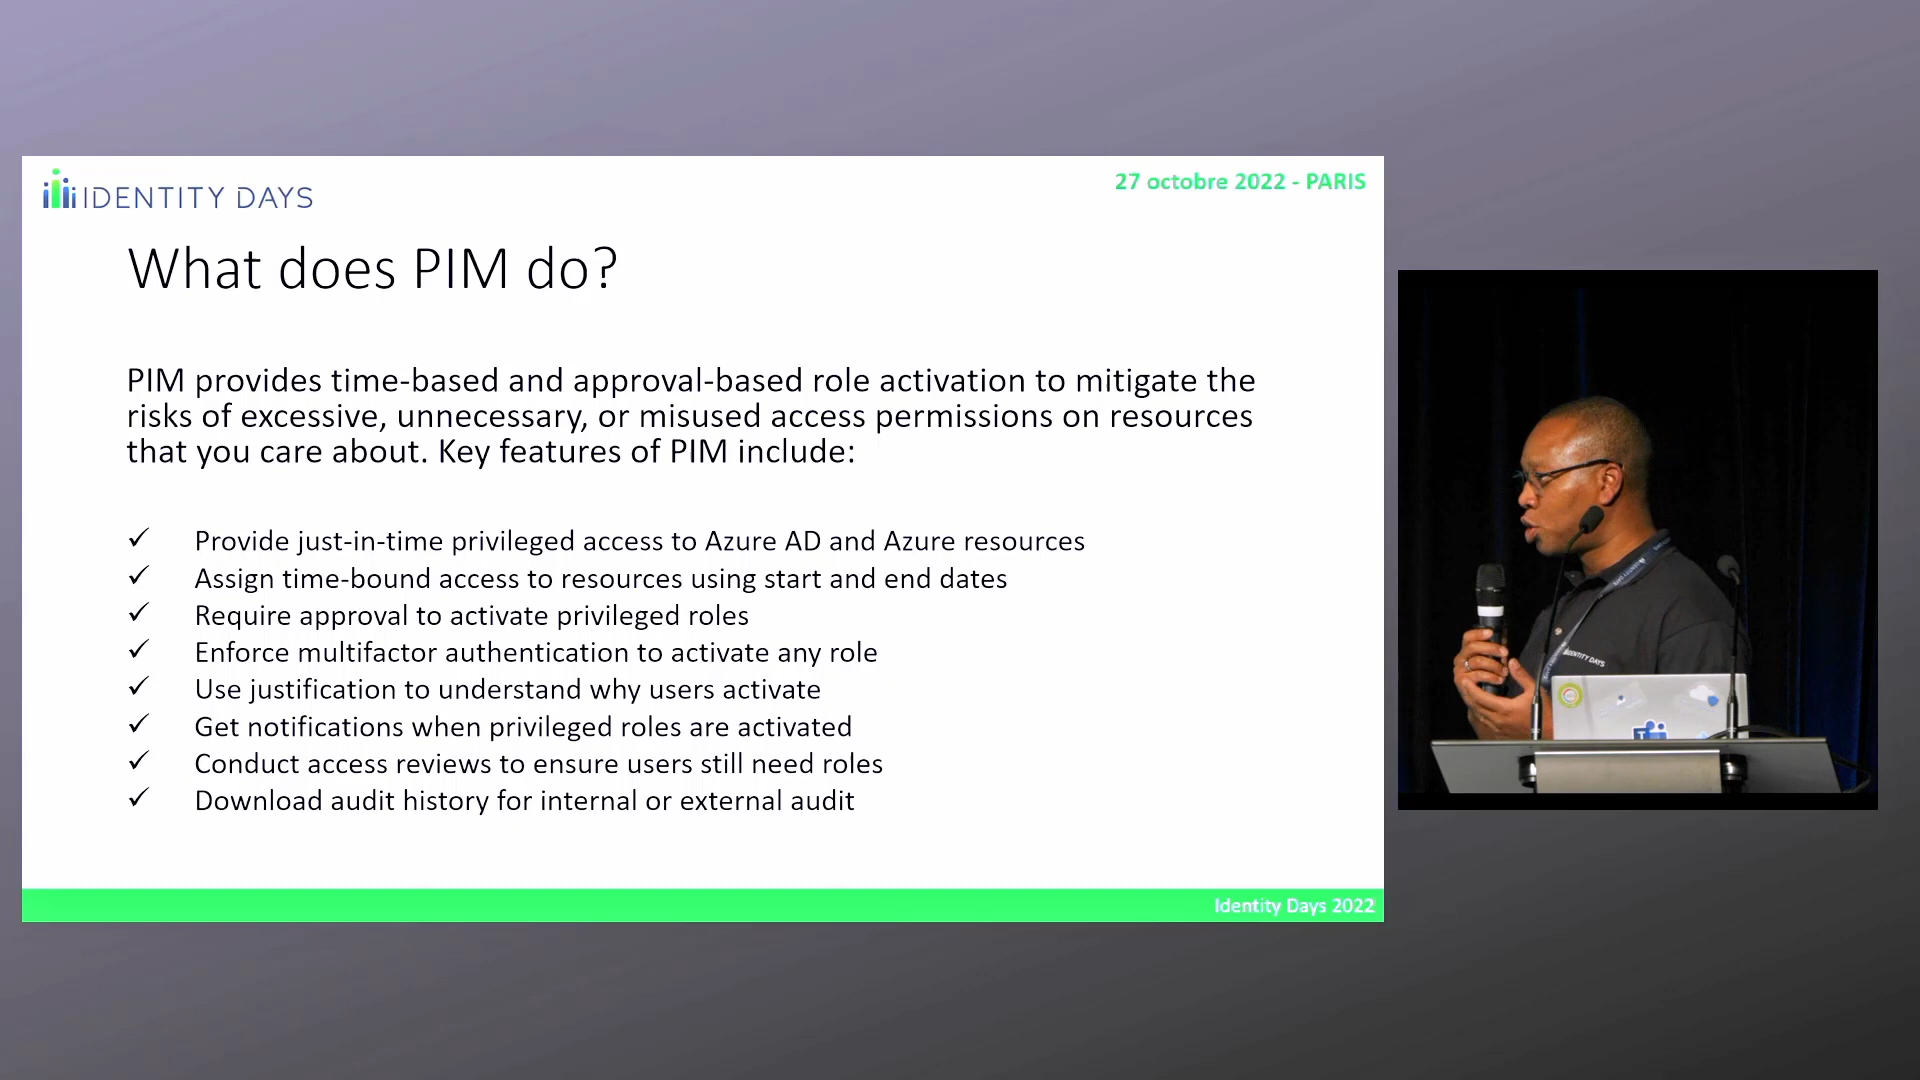 IDENTITY DAYS
27 octobre 2022 - PARIS
What does PIM do?
PIM provides time-based and approval-based role activation to mitigate the
risks of excessive, unnecessary, or misused access permissions on resources
that you care about. Key features of PIM include:
✓ Provide just-in-time privileged access to Azure AD and Azure resources
✓ Assign time-bound access to resources using start and end dates
✓ Require approval to activate privileged roles
✓ Enforce multifactor authentication to activate any role
✓ Use justification to understand why users activate
✓ Get notifications when privileged roles are activated
✓ Conduct access reviews to ensure users still need roles
✓ Download audit history for internal or external audit
Identity Days 2022
IDENTITY DAYS